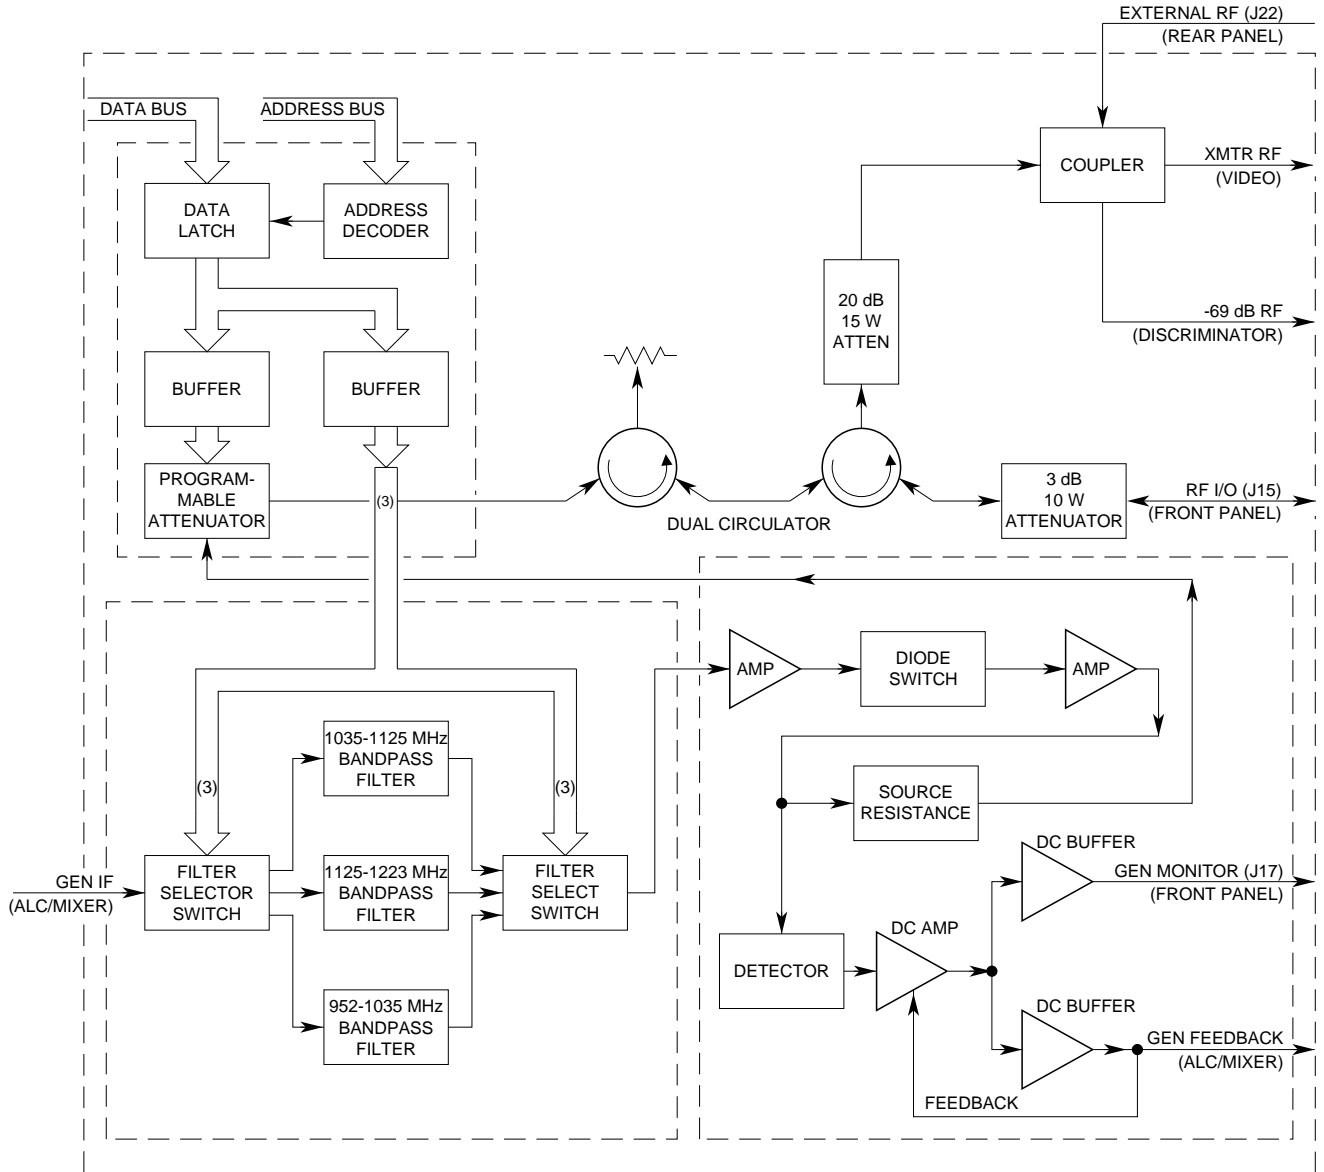 EXTERNAL RF (J22)
(REAR PANEL)
DATA BUS
ADDRESS BUS
COUPLER
XMTR RF
(VIDEO)
DATA
LATCH
ADDRESS
DECODER
20 dB
15 W
ATTEN
-69 dB RF
(DISCRIMINATOR)
BUFFER
BUFFER
PROGRAM-
MABLE
ATTENUATOR
(3)
DUAL CIRCULATOR
3 dB
10 W
ATTENUATOR
RF I/O (J15)
(FRONT PANEL)
AMP
DIODE
SWITCH
AMP
1035-1125 MHz
BANDPASS
FILTER
(3)
(3)
SOURCE
RESISTANCE
GEN IF
(ALC/MIXER)
FILTER
SELECTOR
SWITCH
1125-1223 MHz
BANDPASS
FILTER
FILTER
SELECT
SWITCH
DC BUFFER
GEN MONITOR (J17)
(FRONT PANEL)
DC AMP
DETECTOR
952-1035 MHz
BANDPASS
FILTER
DC BUFFER
GEN FEEDBACK
(ALC/MIXER)
FEEDBACK